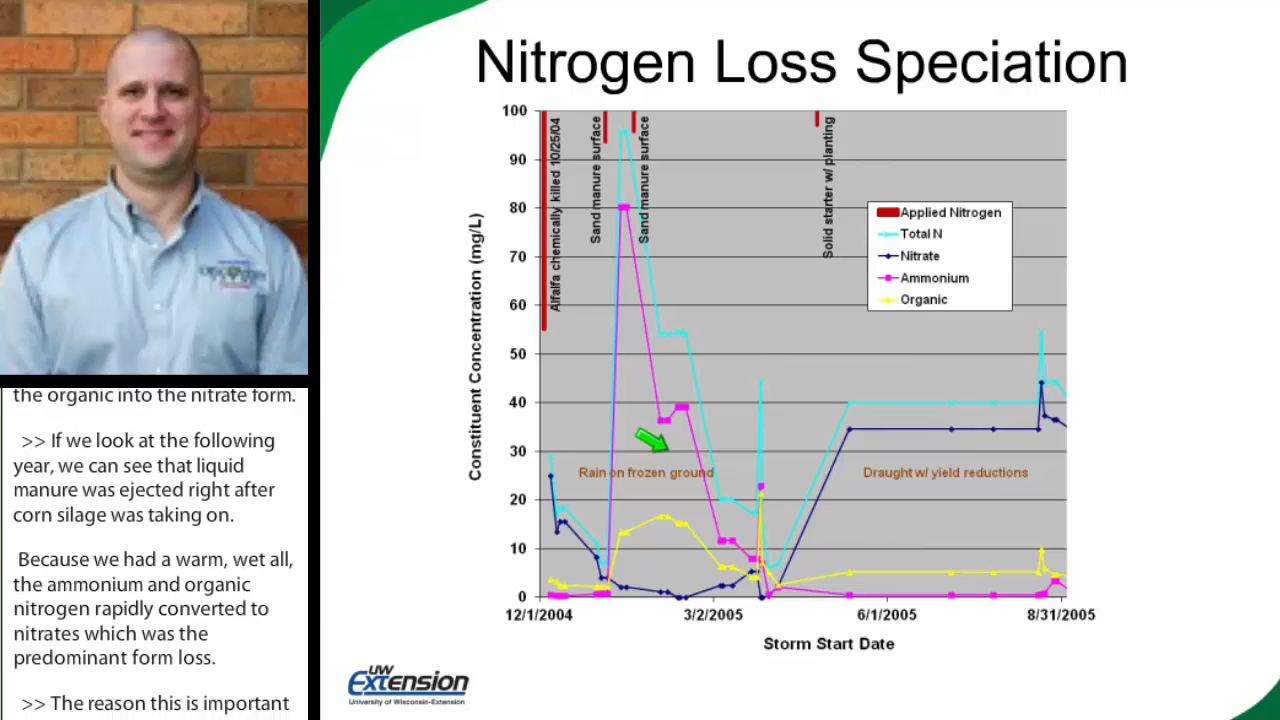 Nitrogen Loss Speciation
100
90
80
70
60
50
40
30
20
10
0
Constituent Concentration (mg/L)
Alfalfa chemically killed 10/25/04
Sand manure surface
Sand manure surface
Solid starter w/ planting
Applied Nitrogen
Total N
Nitrate
Ammonium
Organic
Rain on frozen ground
Draught w/ yield reductions
12/1/2004
3/2/2005
6/1/2005
8/31/2005
Storm Start Date
UW
Extension
University of Wisconsin-Extension
the organic into the nitrate form.
>> If we look at the following
year, we can see that liquid
manure was ejected right after
corn silage was taking on.
Because we had a warm, wet all,
the ammonium and organic
nitrogen rapidly converted to
nitrates which was the
predominant form loss.
>> The reason this is important